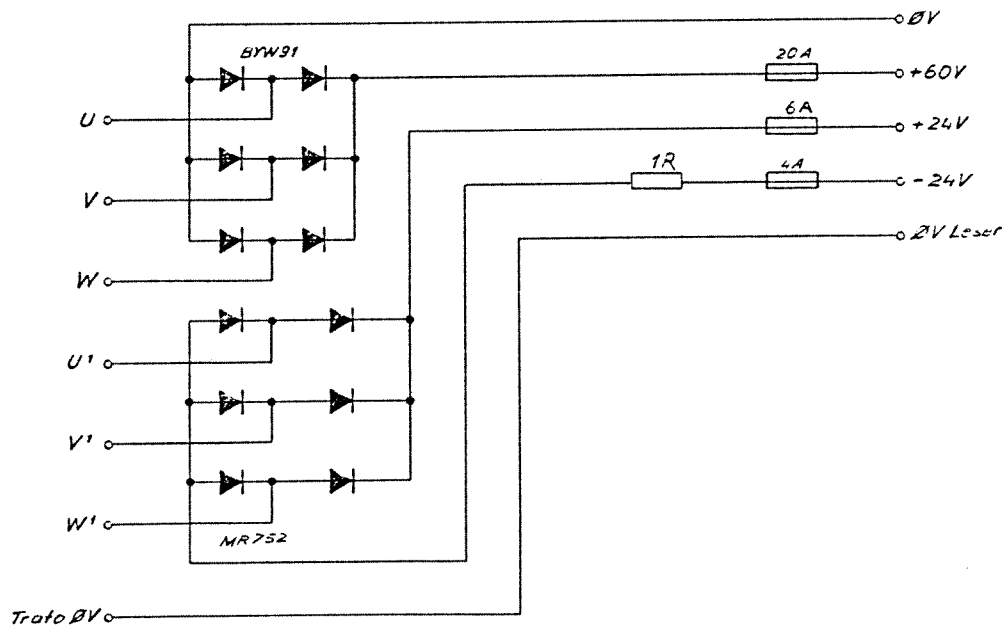 ØV
BYW91
20A
+60V
U
6A
+24V
1R
4A
-24V
V
ØV Leser
W
U'
V'
W'
MR752
Trafo ØV